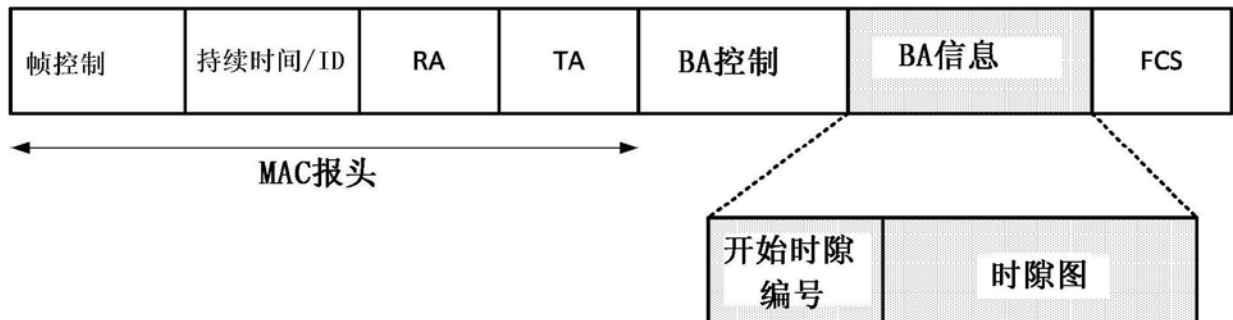 帧控制
持续时间/ID
RA
TA
BA控制
BA信息
FCS
MAC报头
开始时隙
编号
时隙图